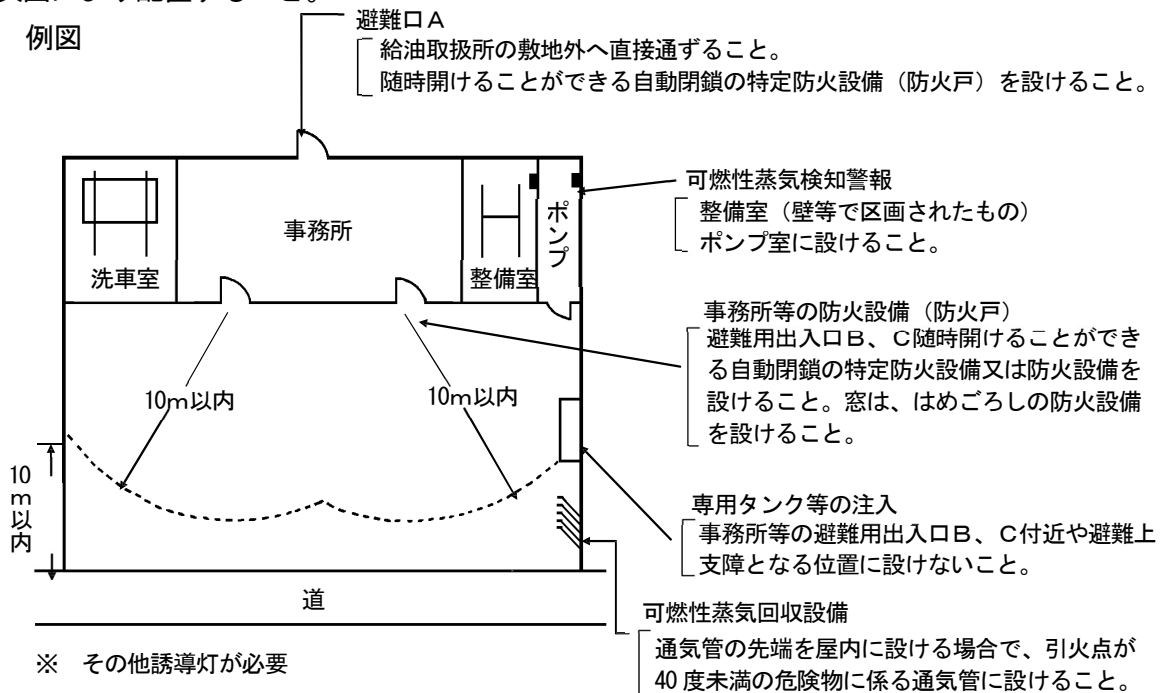 例図
避難口A
給油取扱所の敷地外へ直接通ずること。
随時開けることができる自動閉鎖の特定防火設備（防火戸）を設けること。
可燃性蒸気検知警報
整備室（壁等で区画されたもの）
ポンプ室に設けること。
洗車室
事務所
整備室
ポンプ
事務所等の防火設備（防火戸）
避難用出入口B、C随時開けることができ
る自動閉鎖の特定防火設備又は防火設備を
設けること。窓は、はめごろしの防火設備
を設けること。
10m以内
10m以内
10m以内
専用タンク等の注入
事務所等の避難用出入口B、C付近や避難上
支障となる位置に設けないこと。
道
可燃性蒸気回収設備
通気管の先端を屋内に設ける場合で、引火点が
40度未満の危険物に係る通気管に設けること。
※　その他誘導灯が必要